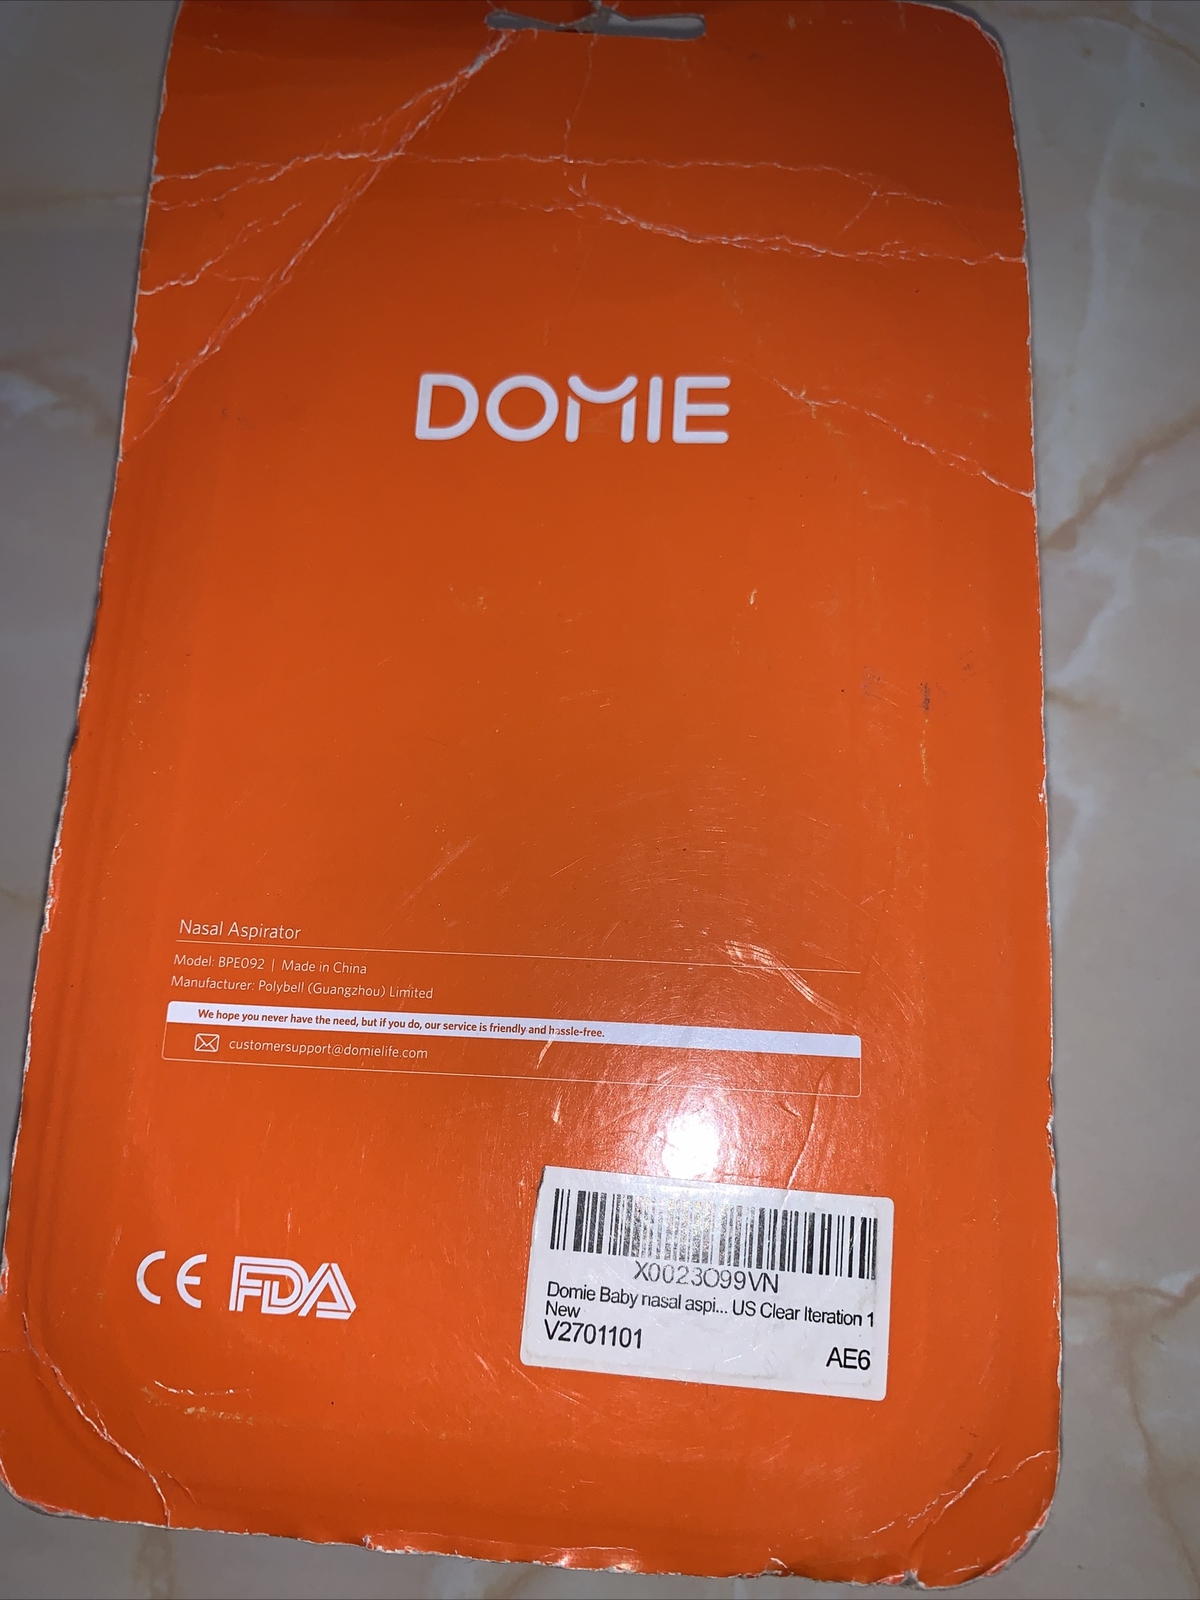 DOMIE
Nasal Aspirator
Model: BPE092 | Made in China
Manufacturer: Polybell (Guangzhou) Limited
We hope you never have the need, but if you do, our service is friendly and hassle-free.
customersupport@domielife.com
CE FDA
X0023O99VN
Domie Baby nasal aspi... US Clear Iteration 1
New
V2701101
AE6